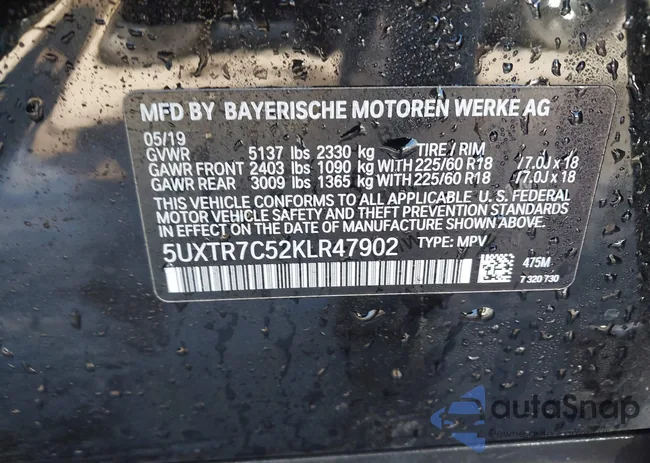 MFD BY BAYERISCHE MOTOREN WERKE AG
05/19 TIRE / RIM
GVWR 5137 lbs 2330 kg
GAWR FRONT 2403 lbs 1090 kg WITH 225/60 R18 /7.0J x 18
GAWR REAR 3009 lbs 1365 kg WITH 225/60 R18 /7.0J x 18
THIS VEHICLE CONFORMS TO ALL APPLICABLE U. S. FEDERAL
MOTOR VEHICLE SAFETY AND THEFT PREVENTION STANDARDS
IN EFFECT ON THE DATE OF MANUFACTURE SHOWN ABOVE.
5UXTR7C52KLR47902 TYPE: MPV
475M
7 320 730
autoSnap